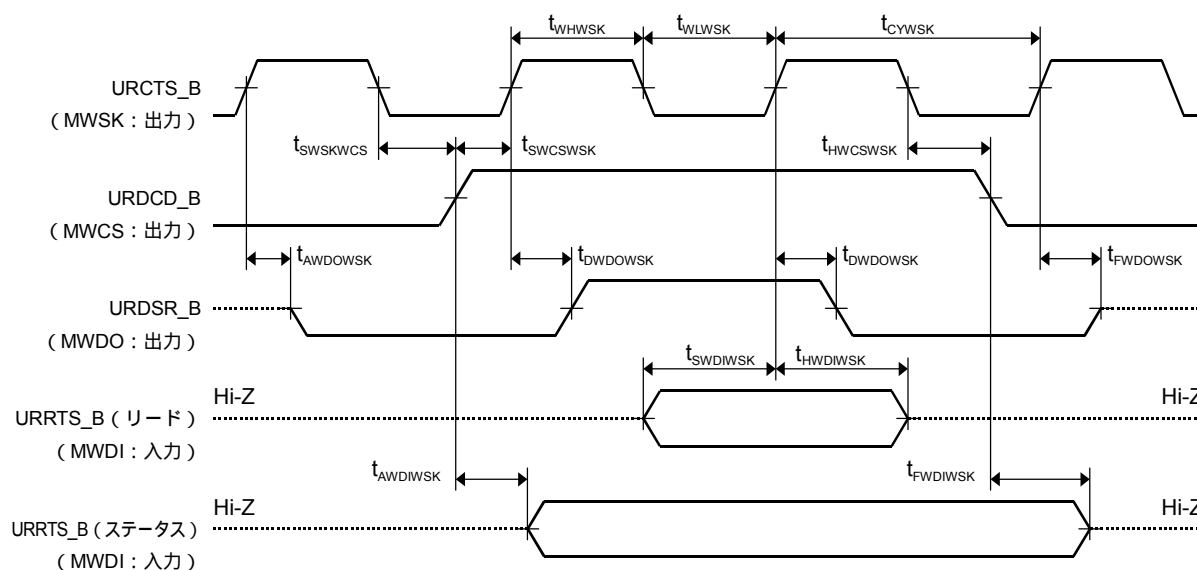 tWHWSK tWLWSK tCYWSK
URCTS_B
（MWSK：出力）
tSWSKWCS tSWCSWSK tHWCSWSK
URDCD_B
（MWCS：出力）
tAWDOWSK tDWDOWSK tDWDOWSK tFWDOWSK
URDSR_B
（MWDO：出力）
tSWDIWSK tHWDIWSK
Hi-Z Hi-Z
URRTS_B（リード）
（MWDI：入力）
tAWDIWSK tFWDIWSK
Hi-Z Hi-Z
URRTS_B（ステータス）
（MWDI：入力）